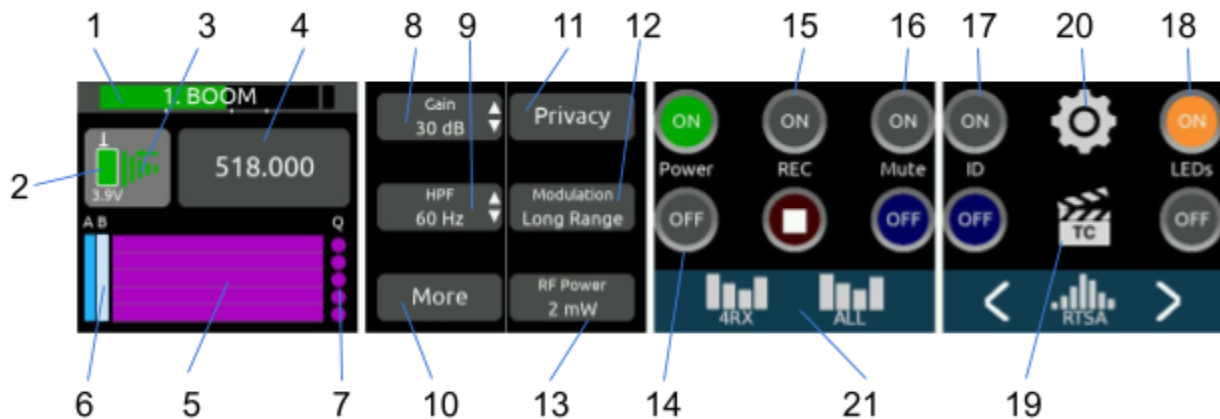 1 3 4 8 9 11 12 15 16 17 20 18
1. BOOM
Gain
30 dB
Privacy
ON ON ON ON ON
518.000
Power REC Mute ID LEDs
2
3.9V
HPF
60 Hz
Modulation
Long Range
OFF OFF OFF OFF
TC
A B Q
More
RF Power
2 mW
4RX ALL < RTSA >
6 5 7 10 13 14 21 19